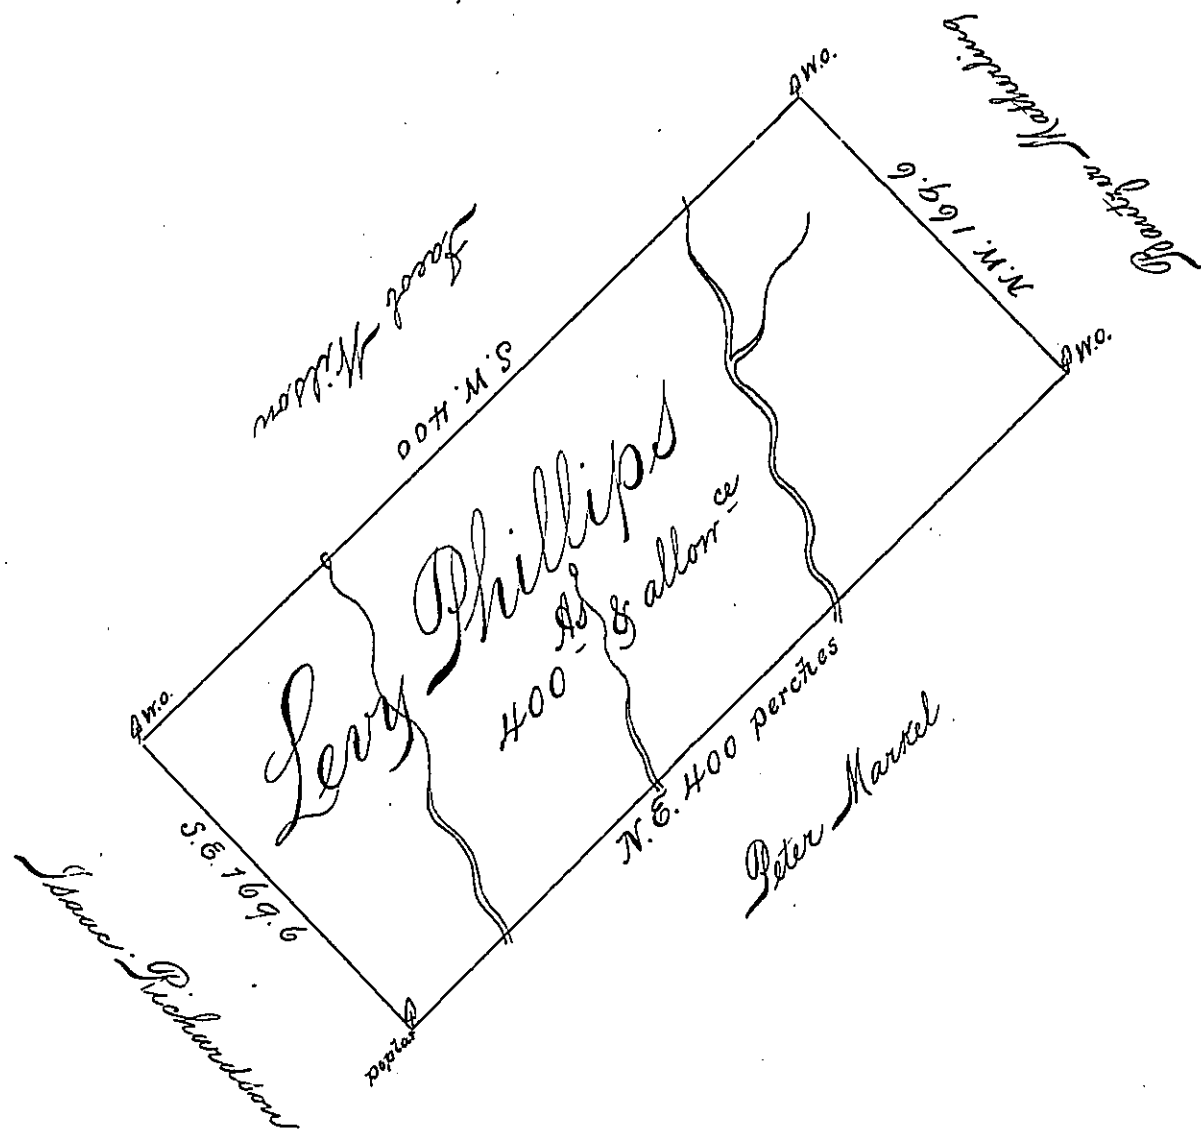 W.O.
Mathurling
N.W. 169.6
Jacob Wilson
S.W. 400
W.O.
Levy Phillips
400 As & allowce
W.O.
N.E. 400 perches
Peter Markel
S.E. 169.6
Isaac Richardson
poplar